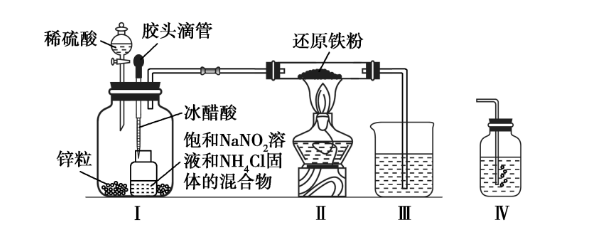 稀硫酸
胶头滴管
还原铁粉
冰醋酸
饱和NaNO₂溶
液和NH₄Cl固
体的混合物
锌粒
Ⅰ
Ⅱ
Ⅲ
Ⅳ